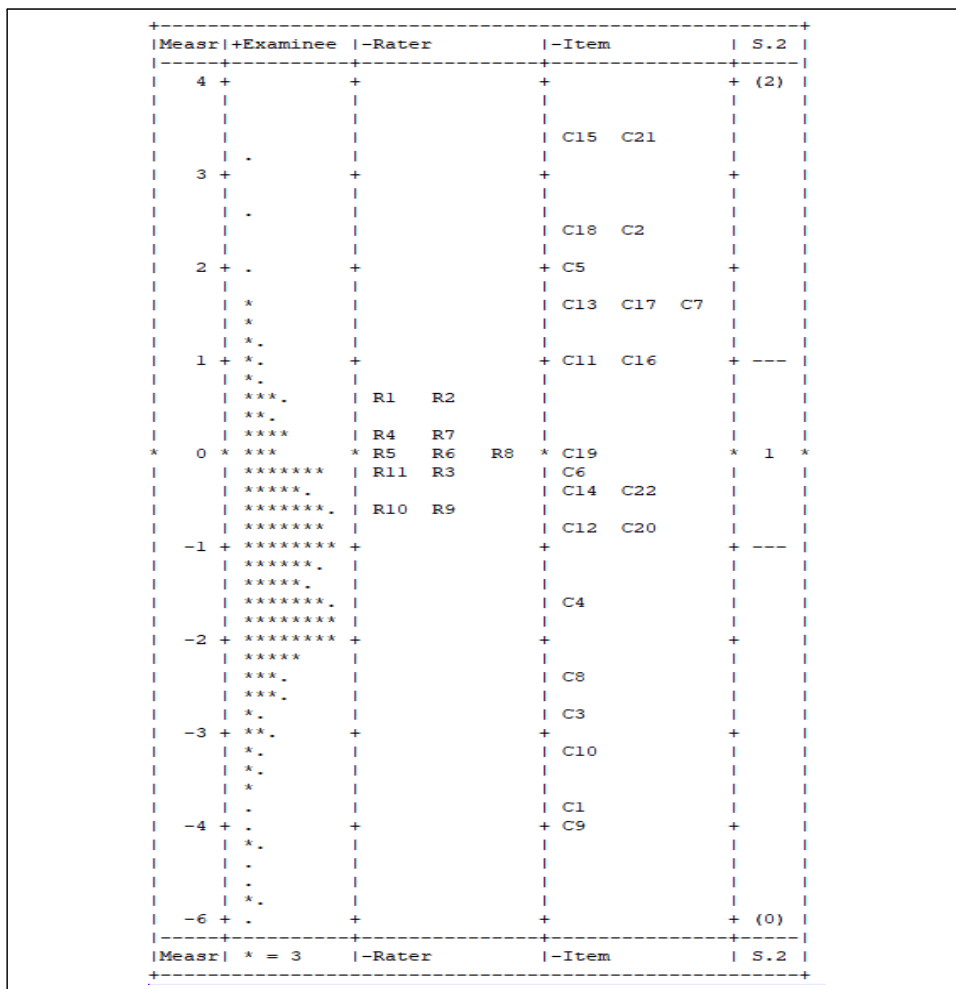 +---------------------------------------------------------------------+
|Measr|+Examinee |-Rater          |-Item           | S.2 |
|-----+----------+----------------+----------------+-----|
|   4 +          +                +                + (2) |
|     |          |                |                |     |
|     |          |                |                |     |
|     |          |                | C15  C21       |     |
|     | .        |                |                |     |
|   3 +          +                +                +     |
|     |          |                |                |     |
|     | .        |                |                |     |
|     |          |                | C18  C2        |     |
|     |          |                |                |     |
|   2 + .        +                + C5             +     |
|     |          |                |                |     |
|     | *        |                | C13  C17  C7   |     |
|     | *        |                |                |     |
|     | *.       |                |                |     |
|   1 + *.       +                + C11  C16       + --- |
|     | *.       |                |                |     |
|     | ***.     | R1   R2        |                |     |
|     | **.      |                |                |     |
|     | ****     | R4   R7        |                |     |
*   0 * ***      * R5   R6   R8   * C19            *  1  *
|     | *******  | R11  R3        | C6             |     |
|     | *****.   |                | C14  C22       |     |
|     | *******. | R10  R9        |                |     |
|     | *******  |                | C12  C20       |     |
|  -1 + ******** +                +                + --- |
|     | ******.  |                |                |     |
|     | *****.   |                |                |     |
|     | *******. |                | C4             |     |
|     | ******** |                |                |     |
|  -2 + ******** +                +                +     |
|     | *****    |                |                |     |
|     | ***.     |                | C8             |     |
|     | ***.     |                |                |     |
|     | *.       |                | C3             |     |
|  -3 + **.      +                +                +     |
|     | *.       |                | C10            |     |
|     | *.       |                |                |     |
|     | *        |                |                |     |
|     | .        |                | C1             |     |
|  -4 + .        +                + C9             +     |
|     | *.       |                |                |     |
|     | .        |                |                |     |
|     | .        |                |                |     |
|     | *.       |                |                |     |
|  -6 + .        +                +                + (0) |
|-----+----------+----------------+----------------+-----|
|Measr| * = 3    |-Rater          |-Item           | S.2 |
+---------------------------------------------------------------------+